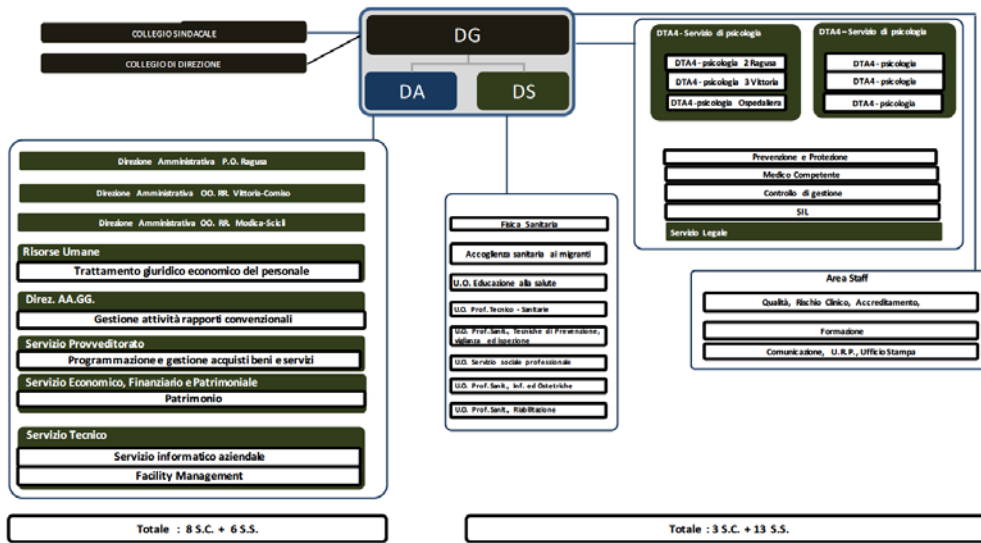 COLLEGIO SINDACALE
COLLEGIO DI DIREZIONE
DG
DA
DS
DTA4-Servizio di psicologia
DTA4-psicologia 2 Ragusa
DTA4-psicologia 3 Vittoria
DTA4-psicologia Ospedaliera
DTA4-Servizio di psicologia
DTA4-psicologia
DTA4-psicologia
DTA4-psicologia
Prevenzione e Protezione
Medico Competente
Controllo di gestione
SIL
Servizio Legale
Area Staff
Qualità, Rischio Clinico, Accreditamento,
Formazione
Comunicazione, U.R.P., Ufficio Stampa
Direzione Amministrativa P.O. Ragusa
Direzione Amministrativa OO. RR. Vittoria-Comiso
Direzione Amministrativa OO. RR. Modica-Scicli
Risorse Umane
Trattamento giuridico economico del personale
Direz. AA.GG.
Gestione attività rapporti convenzionali
Servizio Provveditorato
Programmazione e gestione acquisti beni e servizi
Servizio Economico, Finanziario e Patrimoniale
Patrimonio
Servizio Tecnico
Servizio informatico aziendale
Facility Management
Fisica Sanitaria
Accoglienza sanitaria ai migranti
U.O. Educazione alla salute
U.O. Prof.Tecnico - Sanitarie
U.O. Prof.Sanit., Tecniche di Prevenzione,
vigilanza ed ispezione
U.O. Servizio sociale professionale
U.O. Prof.Sanit., Inf. ed Ostetriche
U.O. Prof.Sanit., Riabilitazione
Totale : 8 S.C. + 6 S.S.
Totale : 3 S.C. + 13 S.S.